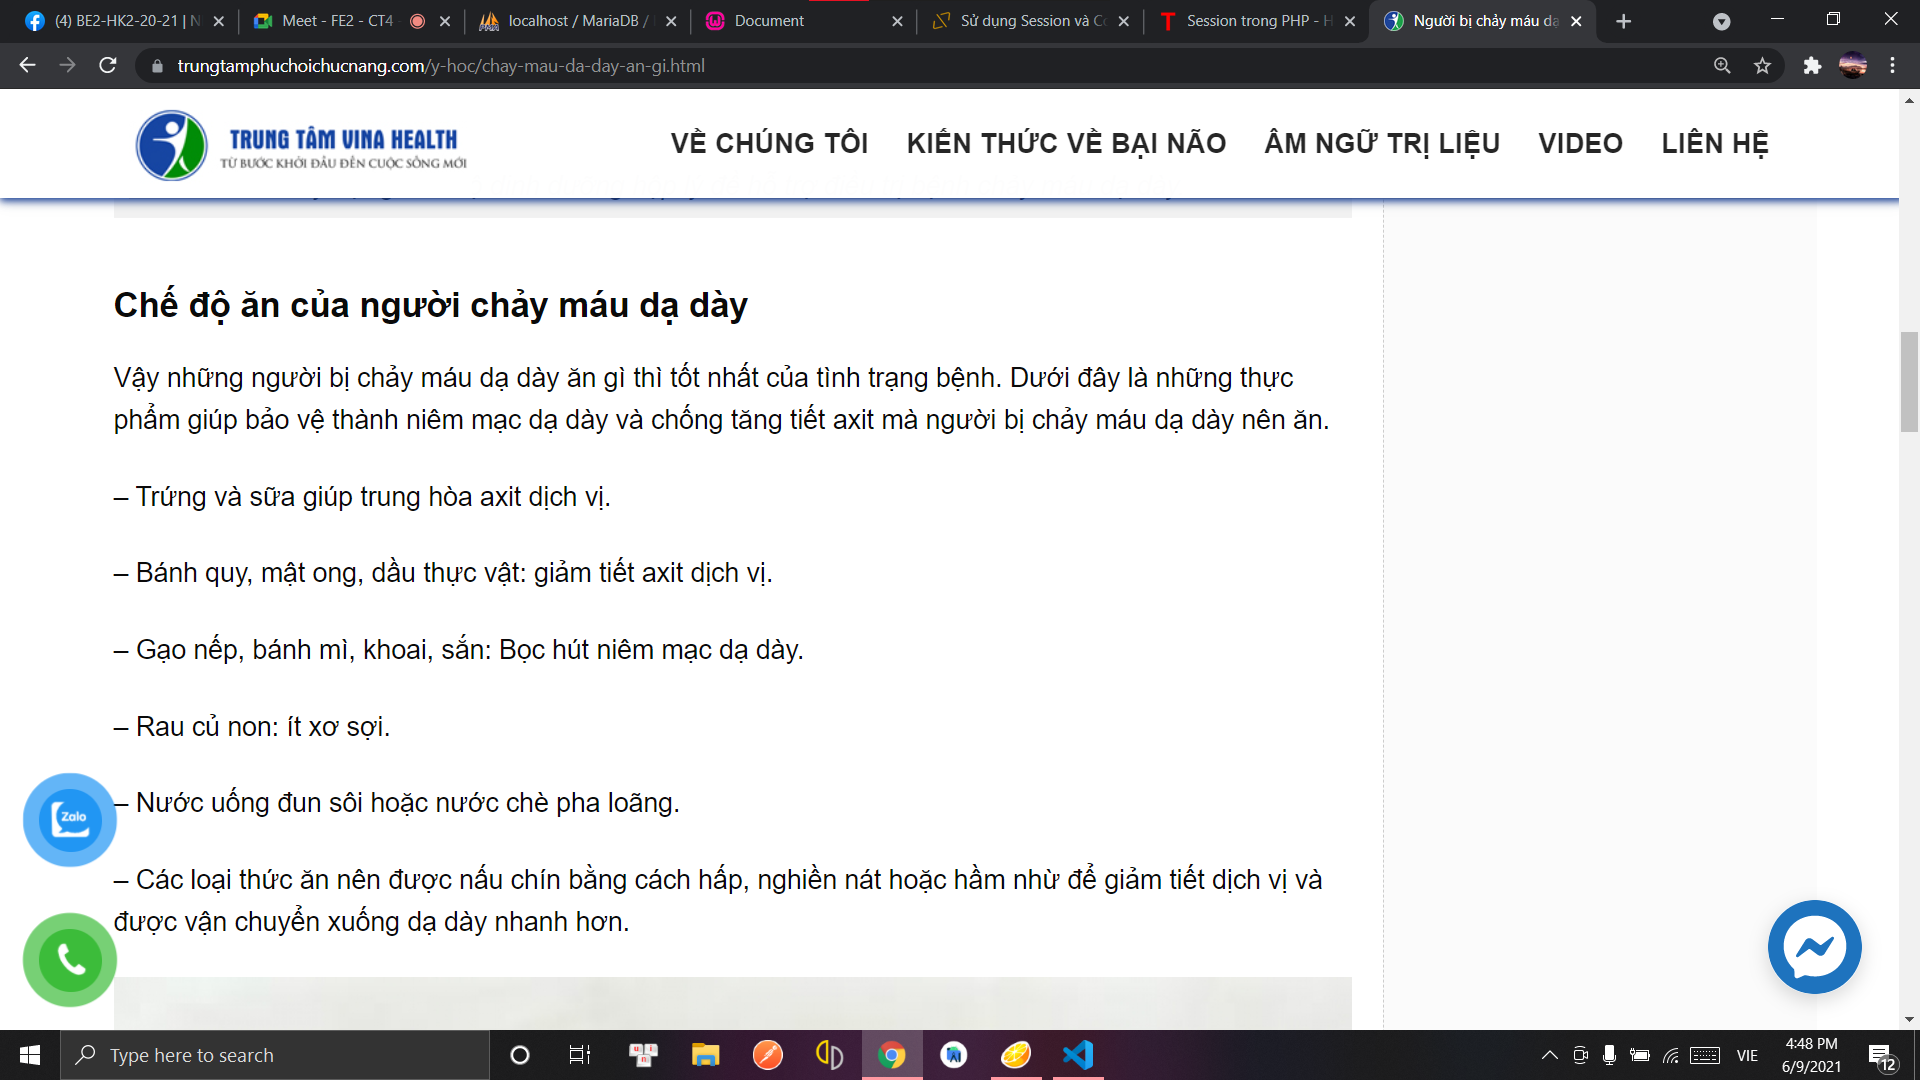 (4) BE2-HK2-20-21 | N
Meet - FE2 - CT4
localhost / MariaDB /
Document
Sử dụng Session và Co
Session trong PHP - H
Người bị chảy máu dạ
trungtamphuchoichucnang.com/y-hoc/chay-mau-da-day-an-gi.html
TRUNG TÂM VINA HEALTH
TỪ BƯỚC KHỞI ĐẦU ĐẾN CUỘC SỐNG MỚI
VỀ CHÚNG TÔI KIẾN THỨC VỀ BẠI NÃO ÂM NGỮ TRỊ LIỆU VIDEO LIÊN HỆ
Chế độ ăn của người chảy máu dạ dày
Vậy những người bị chảy máu dạ dày ăn gì thì tốt nhất của tình trạng bệnh. Dưới đây là những thực
phẩm giúp bảo vệ thành niêm mạc dạ dày và chống tăng tiết axit mà người bị chảy máu dạ dày nên ăn.
– Trứng và sữa giúp trung hòa axit dịch vị.
– Bánh quy, mật ong, dầu thực vật: giảm tiết axit dịch vị.
– Gạo nếp, bánh mì, khoai, sắn: Bọc hút niêm mạc dạ dày.
– Rau củ non: ít xơ sợi.
– Nước uống đun sôi hoặc nước chè pha loãng.
– Các loại thức ăn nên được nấu chín bằng cách hấp, nghiền nát hoặc hầm nhừ để giảm tiết dịch vị và
được vận chuyển xuống dạ dày nhanh hơn.
Zalo
Type here to search
VIE
4:48 PM
6/9/2021
12